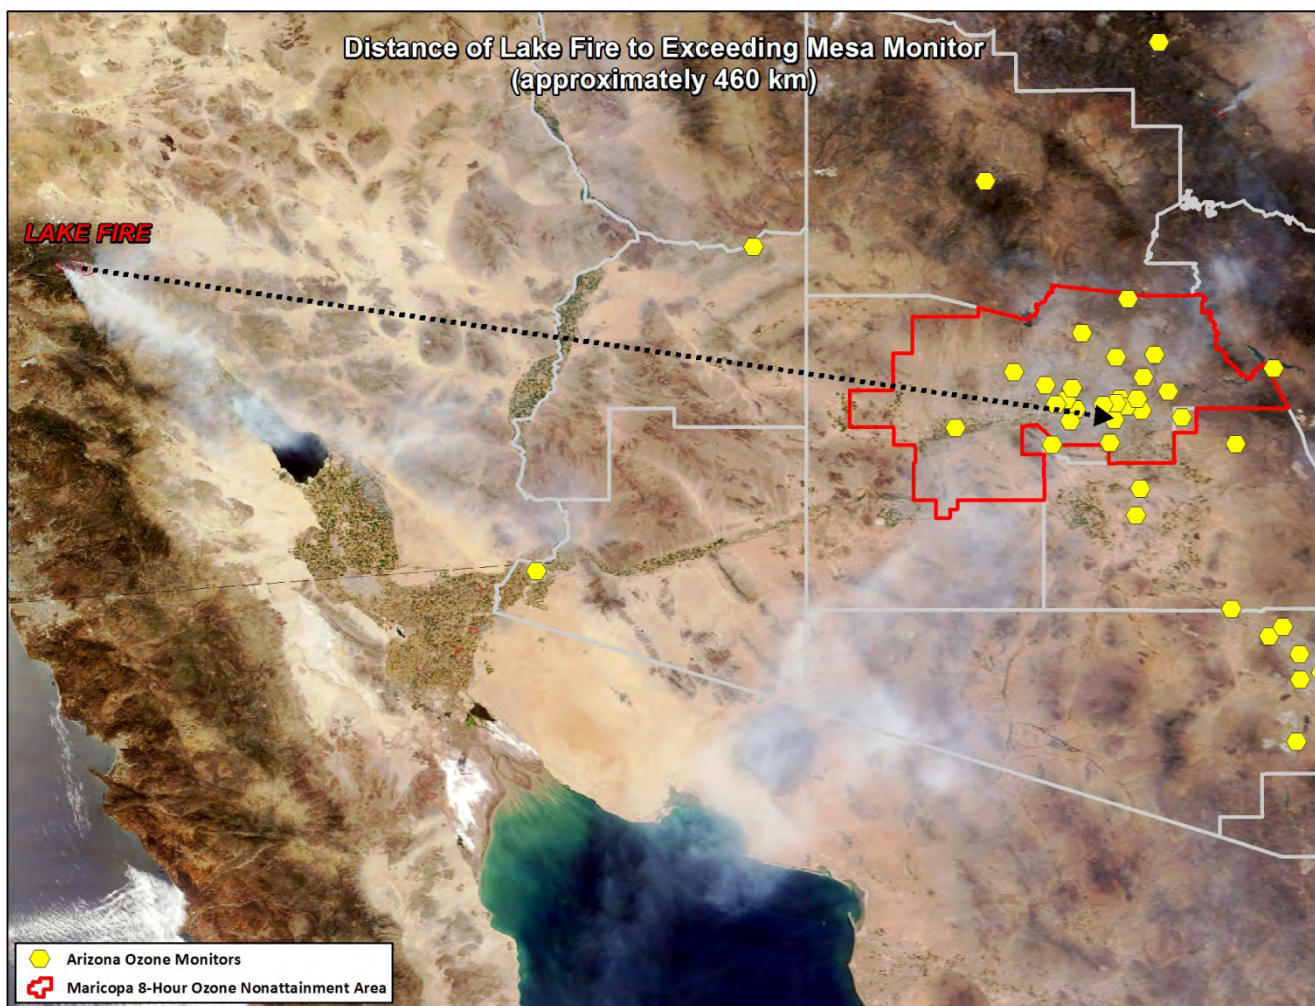 Distance of Lake Fire to Exceeding Mesa Monitor
(approximately 460 km)
LAKE FIRE
Arizona Ozone Monitors
Maricopa 8-Hour Ozone Nonattainment Area